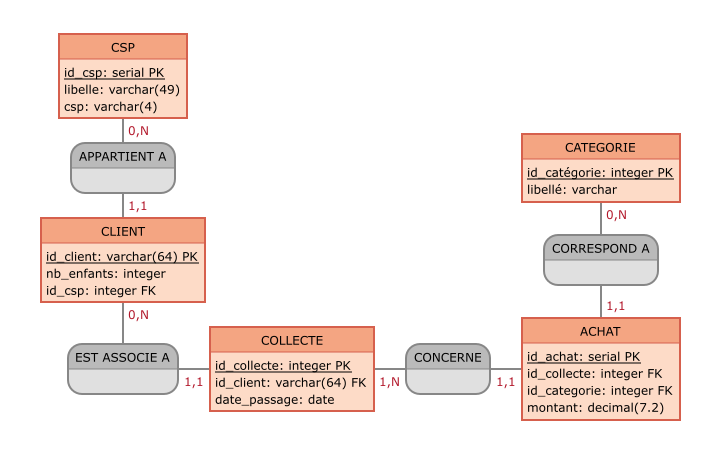 CSP
id_csp: serial PK
libelle: varchar(49)
csp: varchar(4)
0,N
APPARTIENT A
1,1
CLIENT
id_client: varchar(64) PK
nb_enfants: integer
id_csp: integer FK
0,N
EST ASSOCIE A
1,1
COLLECTE
id_collecte: integer PK
id_client: varchar(64) FK
date_passage: date
1,N
CONCERNE
1,1
CATEGORIE
id_catégorie: integer PK
libellé: varchar
0,N
CORRESPOND A
1,1
ACHAT
id_achat: serial PK
id_collecte: integer FK
id_categorie: integer FK
montant: decimal(7.2)